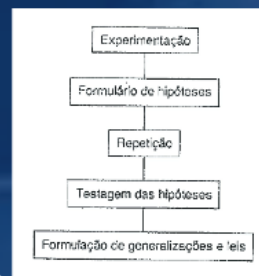 Experimentação
Formulário de hipóteses
Repetição
Testagem das hipóteses
Formulação de generalizações e leis